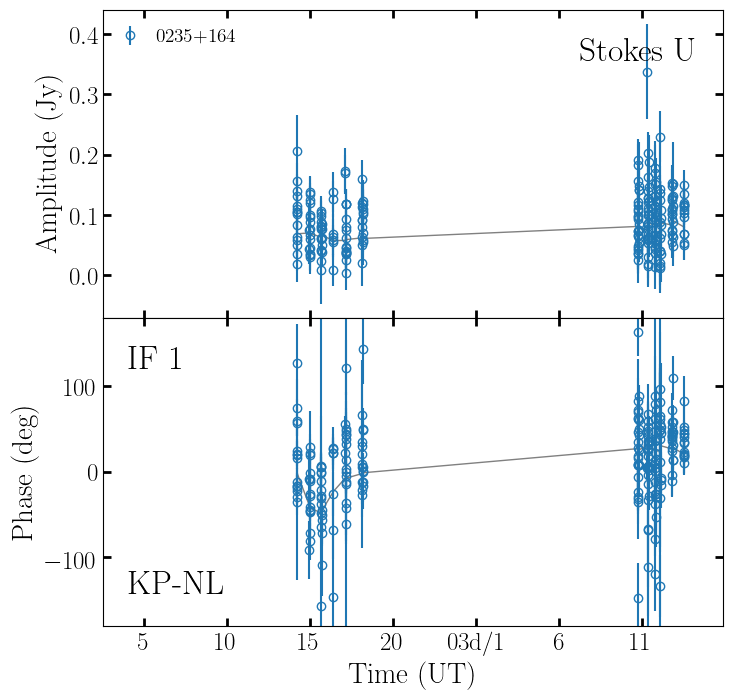 0235+164
Stokes U
0.4
0.3
0.2
0.1
0.0
Amplitude (Jy)
IF 1
100
0
−100
Phase (deg)
KP-NL
5 10 15 20 03d/1 6 11
Time (UT)